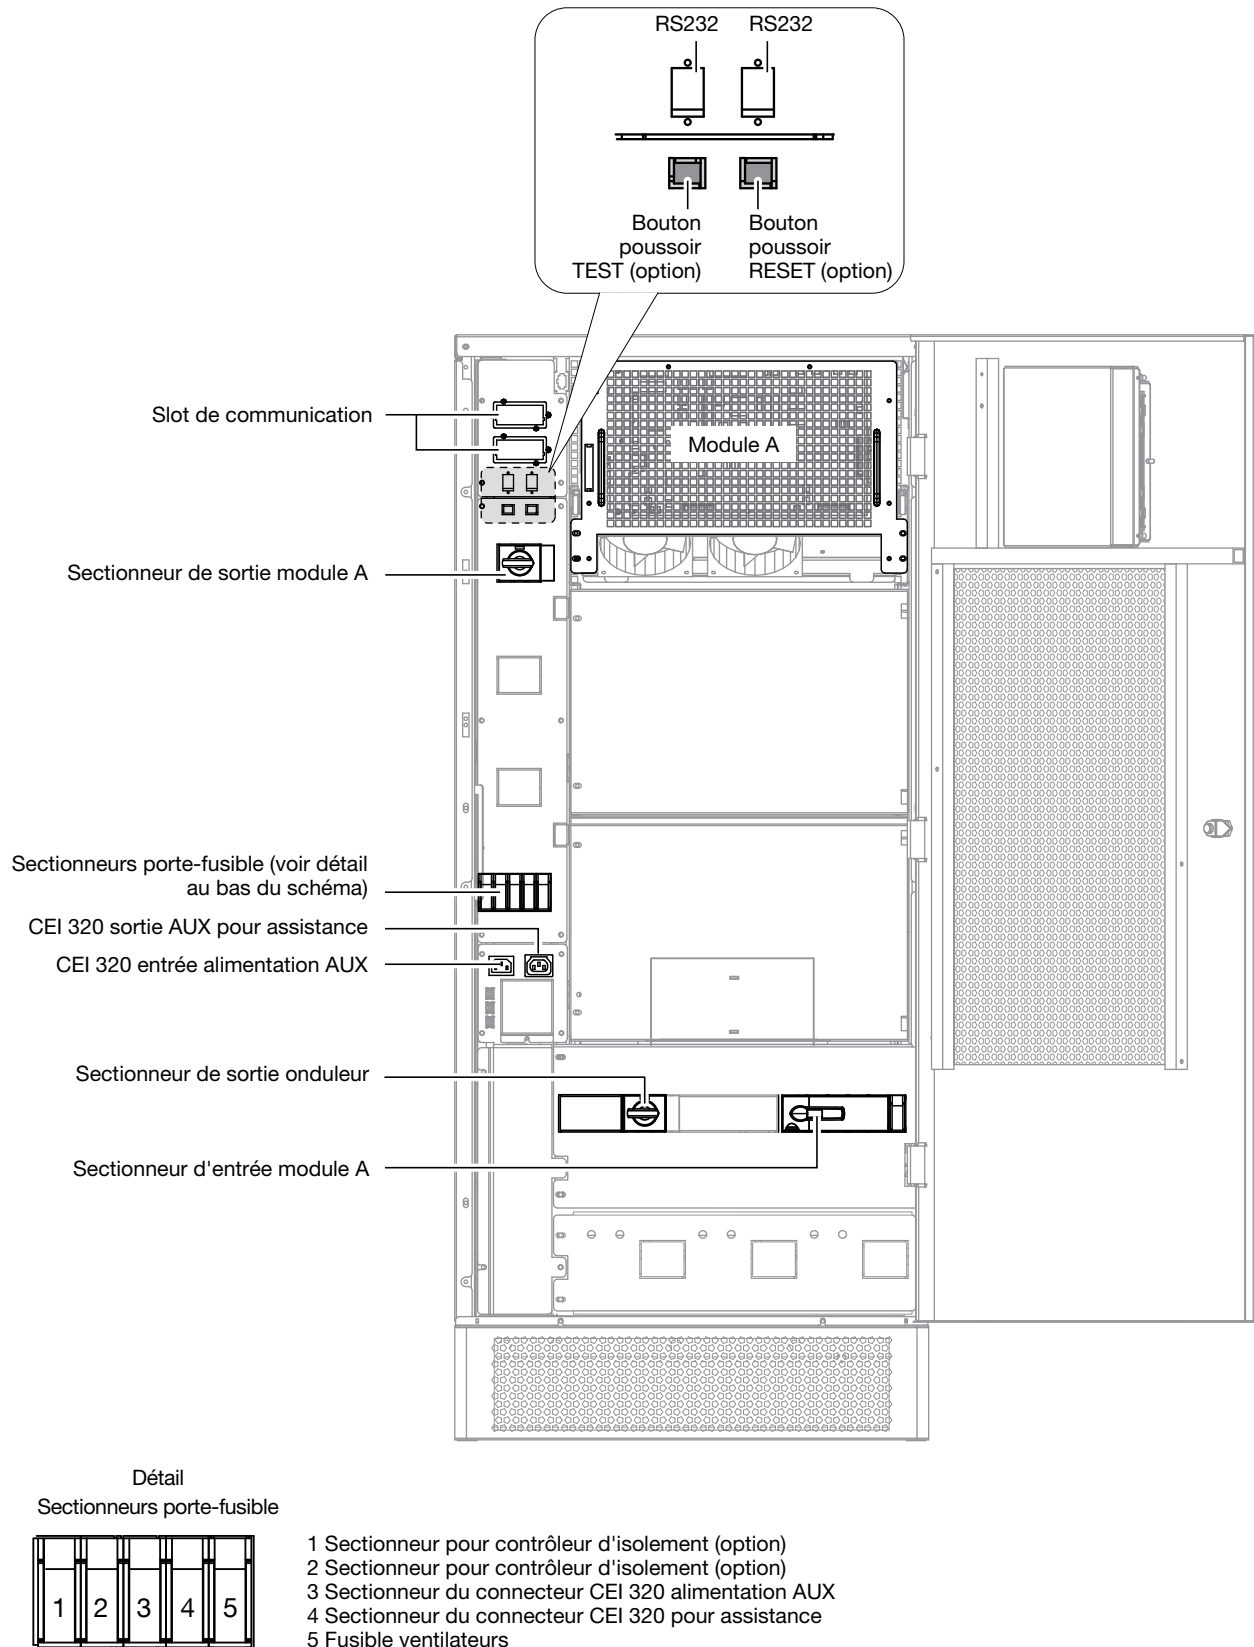 RS232 RS232
Bouton
poussoir
TEST (option)
Bouton
poussoir
RESET (option)
Slot de communication
Module A
Sectionneur de sortie module A
Sectionneurs porte-fusible (voir détail
au bas du schéma)
CEI 320 sortie AUX pour assistance
CEI 320 entrée alimentation AUX
Sectionneur de sortie onduleur
Sectionneur d'entrée module A
Détail
Sectionneurs porte-fusible
1 2 3 4 5
1 Sectionneur pour contrôleur d'isolement (option)
2 Sectionneur pour contrôleur d'isolement (option)
3 Sectionneur du connecteur CEI 320 alimentation AUX
4 Sectionneur du connecteur CEI 320 pour assistance
5 Fusible ventilateurs